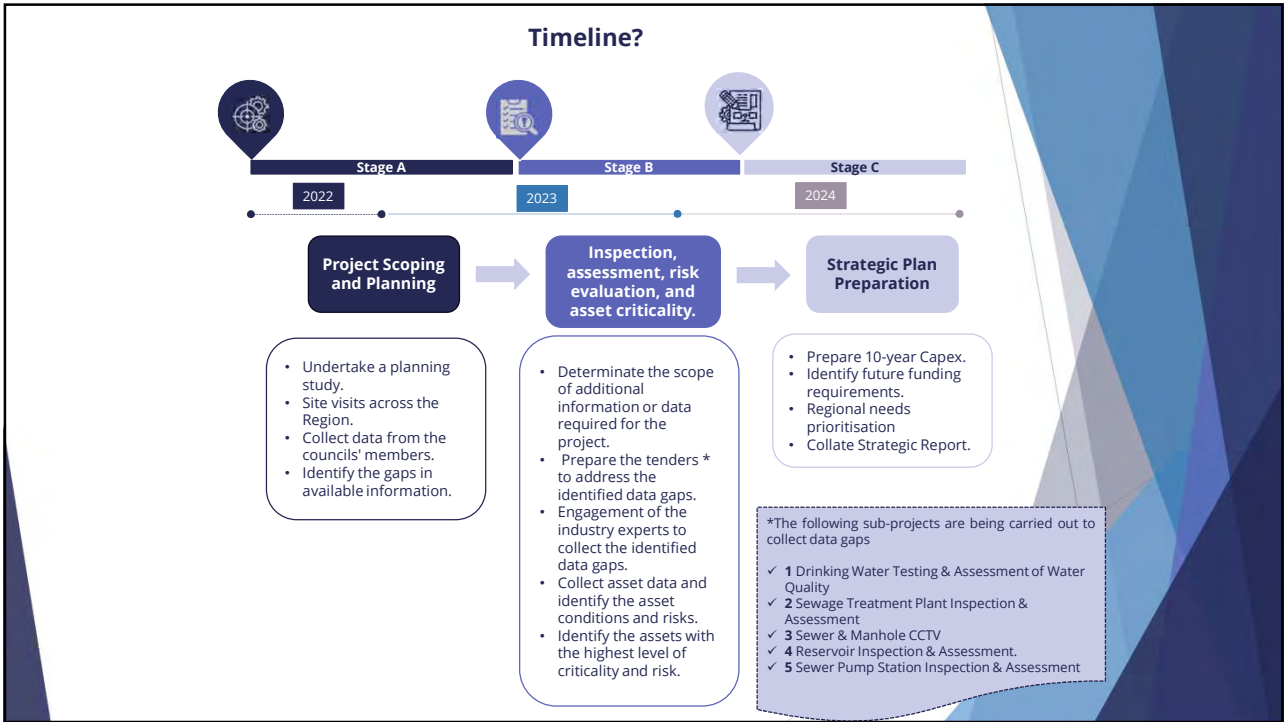 Timeline?
Stage A
Stage B
Stage C
2022
2023
2024
Project Scoping
and Planning
Inspection,
assessment, risk
evaluation, and
asset criticality.
Strategic Plan
Preparation
• Undertake a planning
study.
• Site visits across the
Region.
• Collect data from the
councils' members.
• Identify the gaps in
available information.
• Determinate the scope
of additional
information or data
required for the
project.
• Prepare the tenders *
to address the
identified data gaps.
• Engagement of the
industry experts to
collect the identified
data gaps.
• Collect asset data and
identify the asset
conditions and risks.
• Identify the assets with
the highest level of
criticality and risk.
• Prepare 10-year Capex.
• Identify future funding
requirements.
• Regional needs
prioritisation
• Collate Strategic Report.
*The following sub-projects are being carried out to
collect data gaps
✓ 1 Drinking Water Testing & Assessment of Water
Quality
✓ 2 Sewage Treatment Plant Inspection &
Assessment
✓ 3 Sewer & Manhole CCTV
✓ 4 Reservoir Inspection & Assessment.
✓ 5 Sewer Pump Station Inspection & Assessment